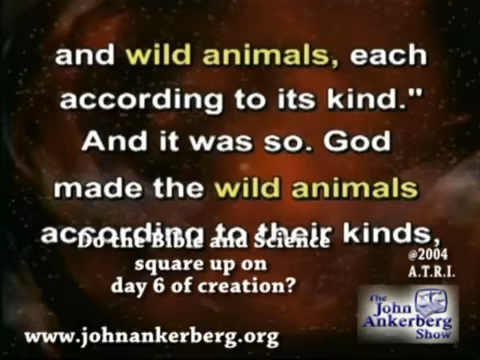 and wild animals, each
according to its kind."
And it was so. God
made the wild animals
according to their kinds,
Do the Bible and Science
square up on
day 6 of creation?
@2004
A.T.R.I.
The
John
Ankerberg
Show
www.johnankerberg.org